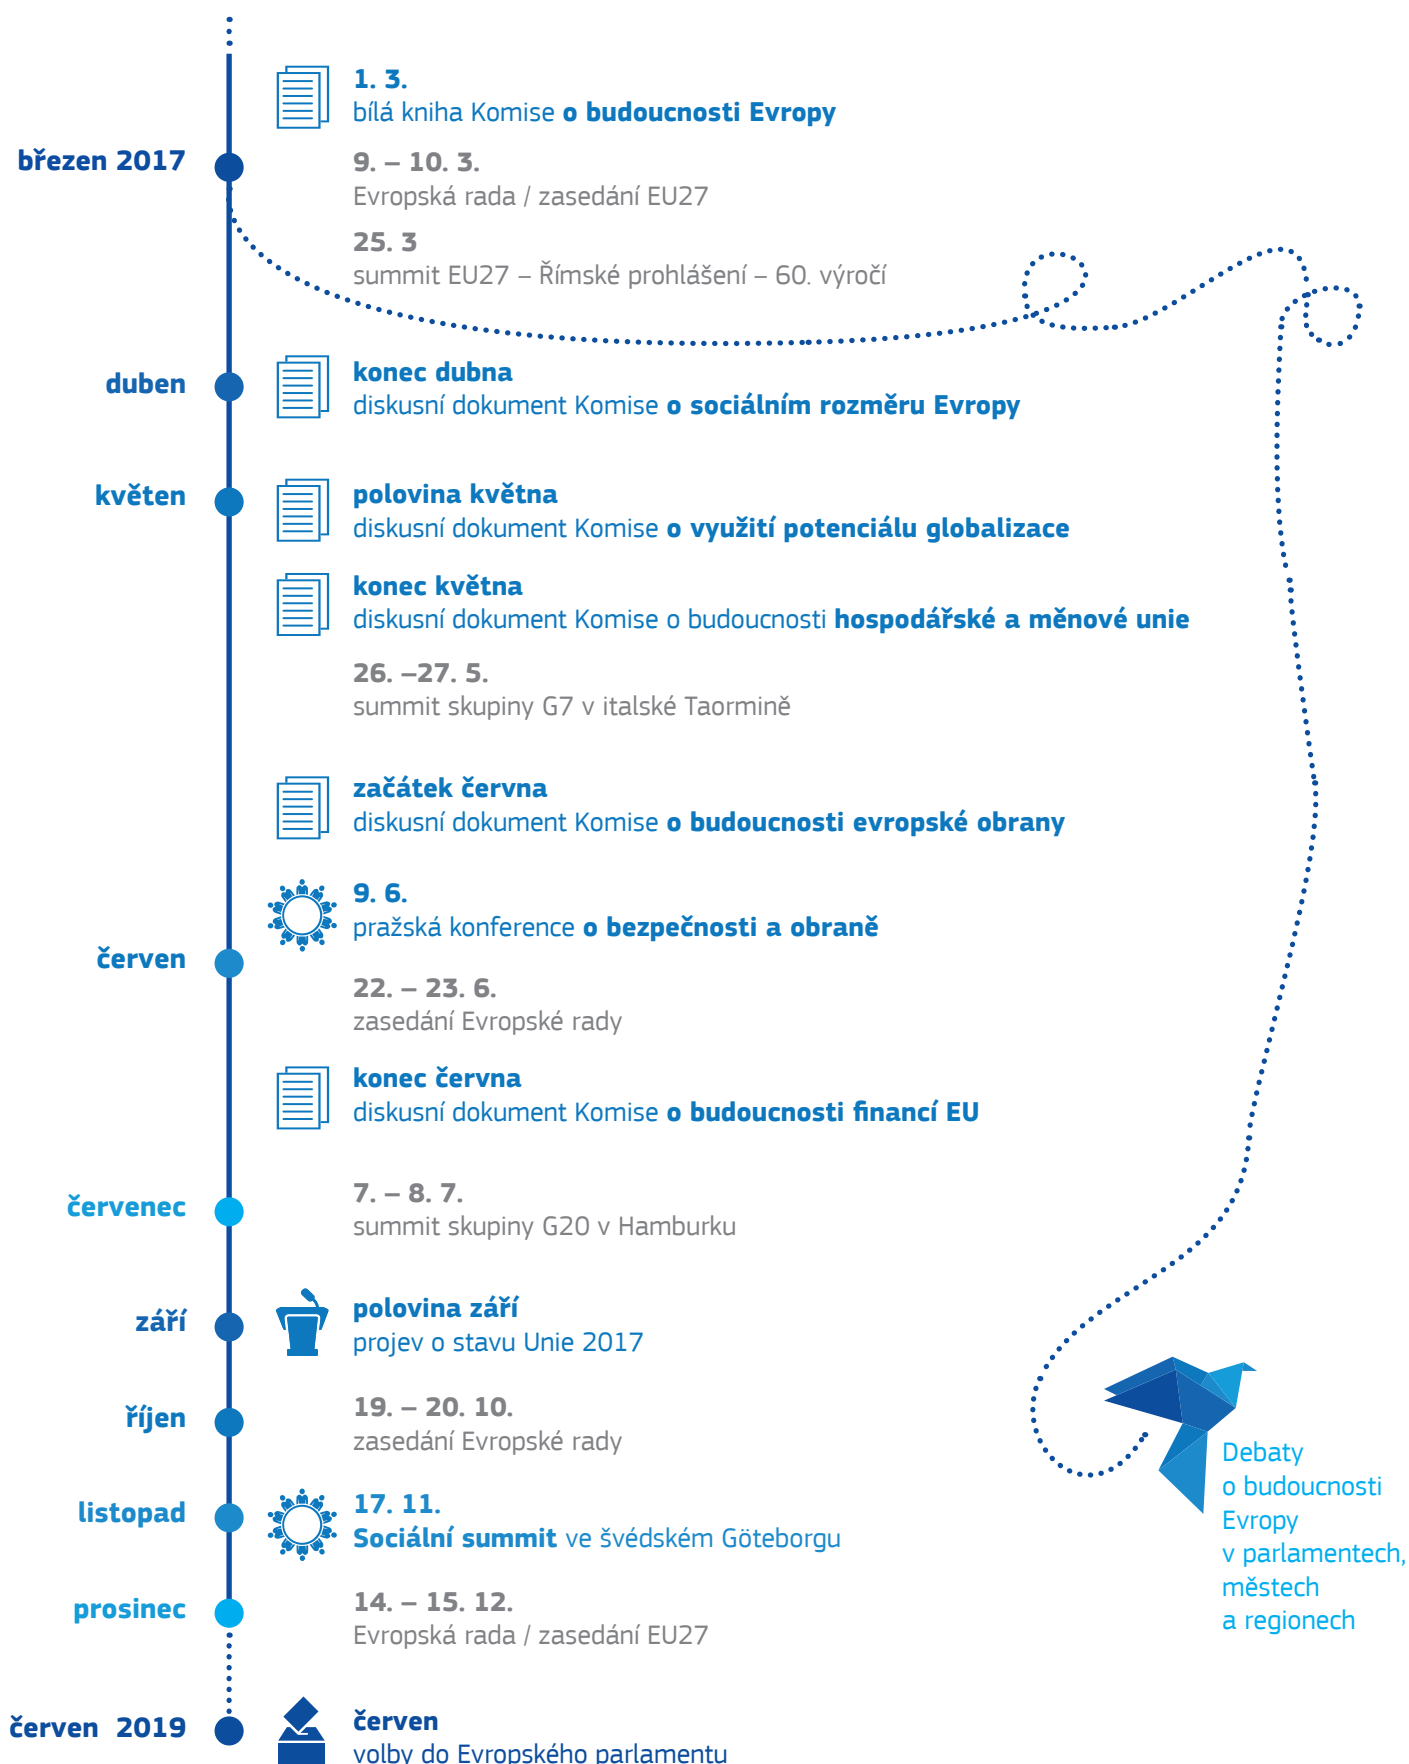 březen 2017
1. 3.
bílá kniha Komise o budoucnosti Evropy
9. – 10. 3.
Evropská rada / zasedání EU27
25. 3
summit EU27 – Římské prohlášení – 60. výročí
duben
konec dubna
diskusní dokument Komise o sociálním rozměru Evropy
květen
polovina května
diskusní dokument Komise o využití potenciálu globalizace
konec května
diskusní dokument Komise o budoucnosti hospodářské a měnové unie
26. –27. 5.
summit skupiny G7 v italské Taormině
začátek června
diskusní dokument Komise o budoucnosti evropské obrany
9. 6.
pražská konference o bezpečnosti a obraně
červen
22. – 23. 6.
zasedání Evropské rady
konec června
diskusní dokument Komise o budoucnosti financí EU
červenec
7. – 8. 7.
summit skupiny G20 v Hamburku
září
polovina září
projev o stavu Unie 2017
říjen
19. – 20. 10.
zasedání Evropské rady
listopad
17. 11.
Sociální summit ve švédském Göteborgu
prosinec
14. – 15. 12.
Evropská rada / zasedání EU27
červen 2019
červen
volby do Evropského parlamentu
Debaty
o budoucnosti
Evropy
v parlamentech,
městech
a regionech